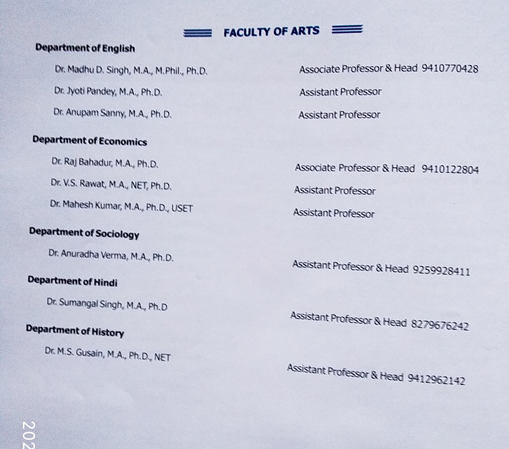 FACULTY OF ARTS
Department of English
Dr. Madhu D. Singh, M.A., M.Phil., Ph.D. Associate Professor & Head 9410770428
Dr. Jyoti Pandey, M.A., Ph.D. Assistant Professor
Dr. Anupam Sanny, M.A., Ph.D. Assistant Professor
Department of Economics
Dr. Raj Bahadur, M.A., Ph.D. Associate Professor & Head 9410122804
Dr. V.S. Rawat, M.A., NET, Ph.D. Assistant Professor
Dr. Mahesh Kumar, M.A., Ph.D., USET Assistant Professor
Department of Sociology
Dr. Anuradha Verma, M.A., Ph.D. Assistant Professor & Head 9259928411
Department of Hindi
Dr. Sumangal Singh, M.A., Ph.D Assistant Professor & Head 8279676242
Department of History
Dr. M.S. Gusain, M.A., Ph.D., NET Assistant Professor & Head 9412962142
202